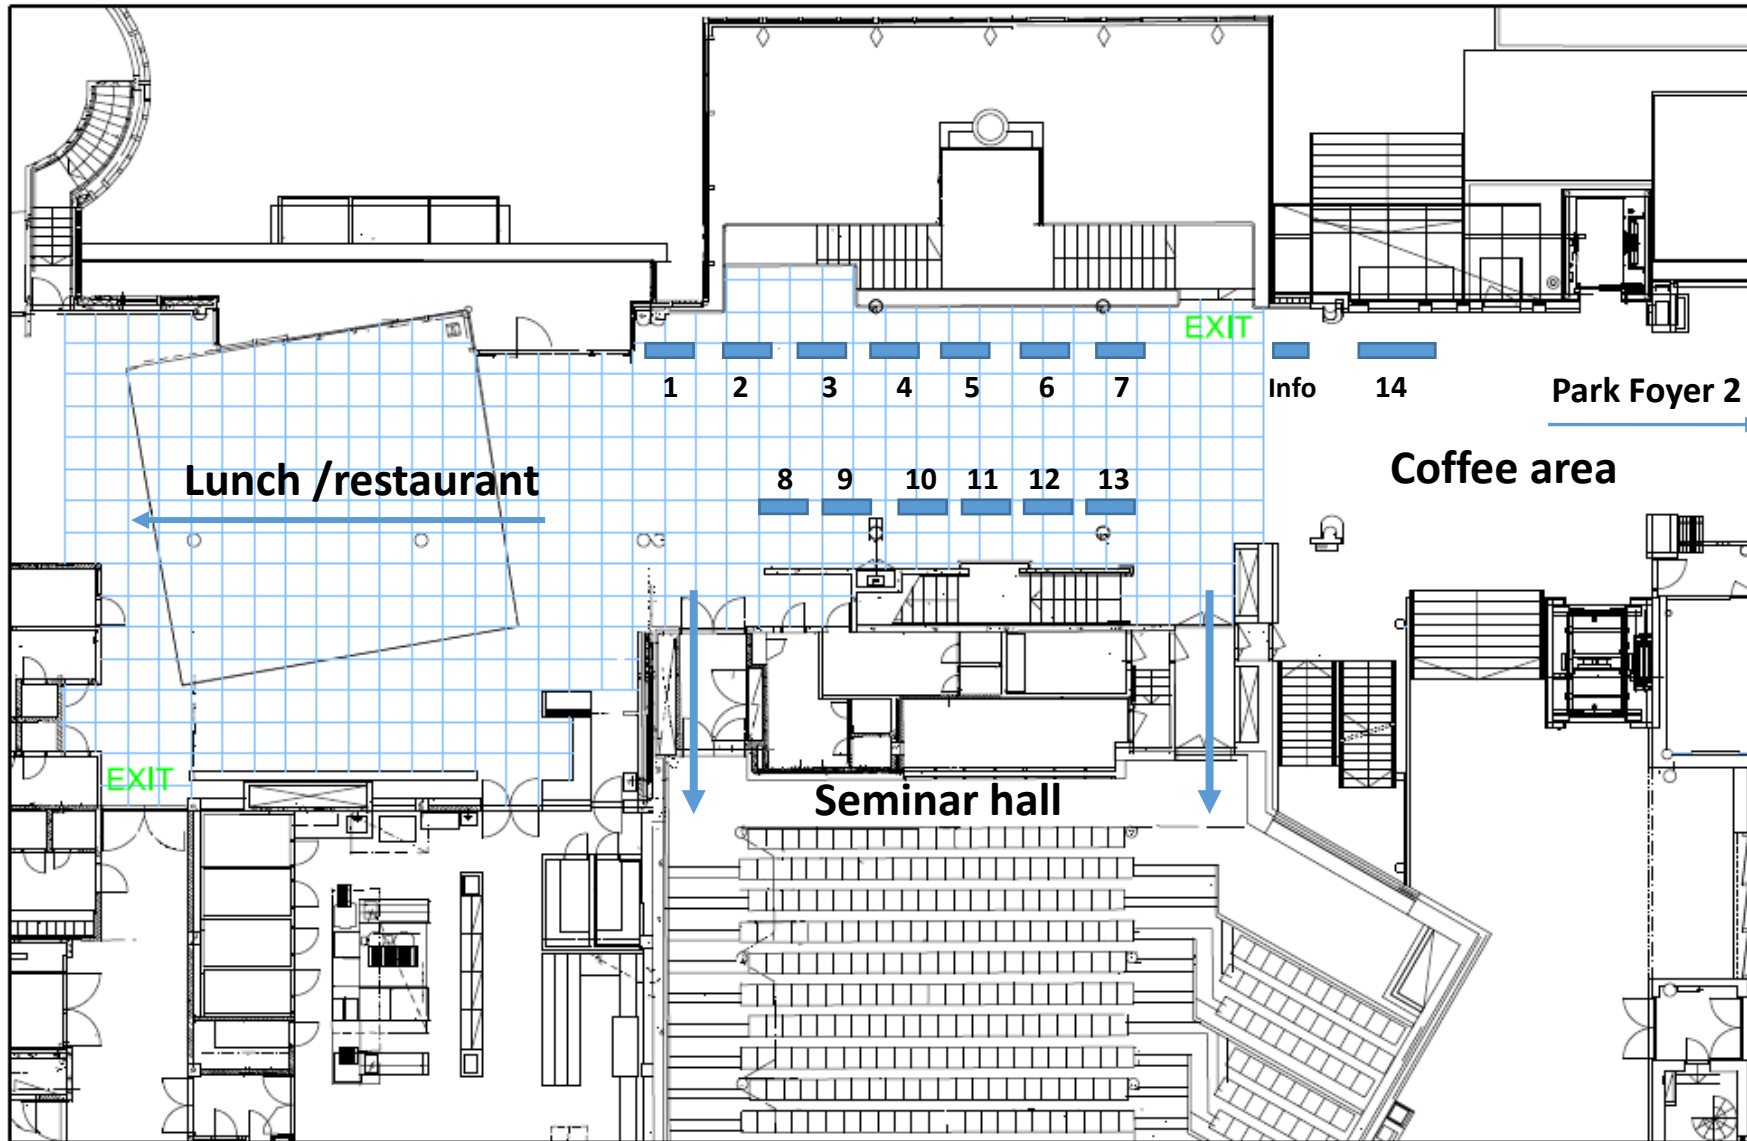 EXIT
1 2 3 4 5 6 7 Info 14 Park Foyer 2
Lunch /restaurant
8 9 10 11 12 13
Coffee area
EXIT
Seminar hall